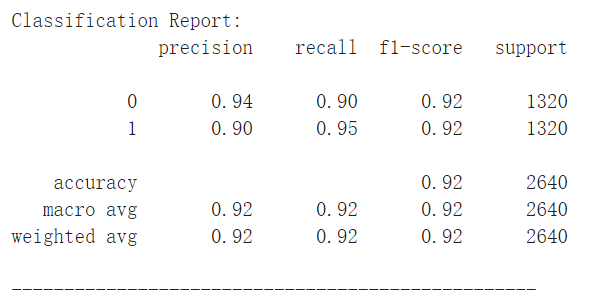 Classification Report:
precision recall f1-score support
0 0.94 0.90 0.92 1320
1 0.90 0.95 0.92 1320
accuracy 0.92 2640
macro avg 0.92 0.92 0.92 2640
weighted avg 0.92 0.92 0.92 2640
--------------------------------------------------